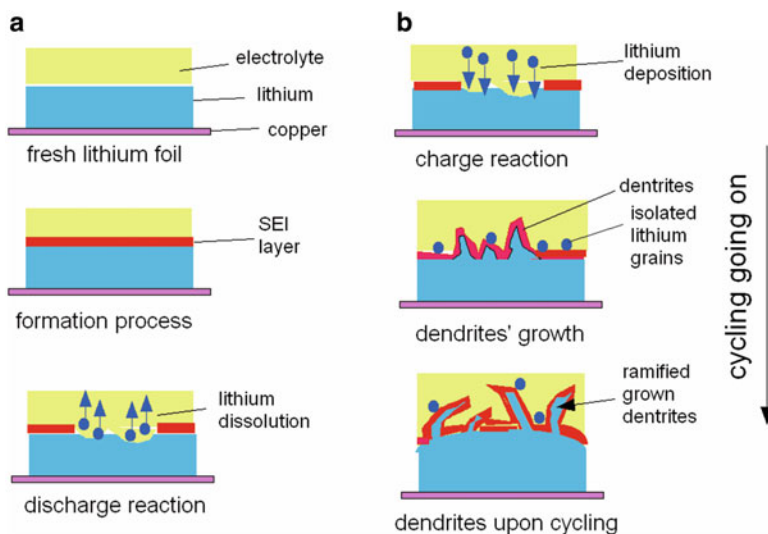 a
electrolyte
lithium
copper
fresh lithium foil
SEI
layer
formation process
lithium
dissolution
discharge reaction
b
lithium
deposition
charge reaction
dentrites
isolated
lithium
grains
dendrites' growth
ramified
grown
dentrites
dendrites upon cycling
cycling going on